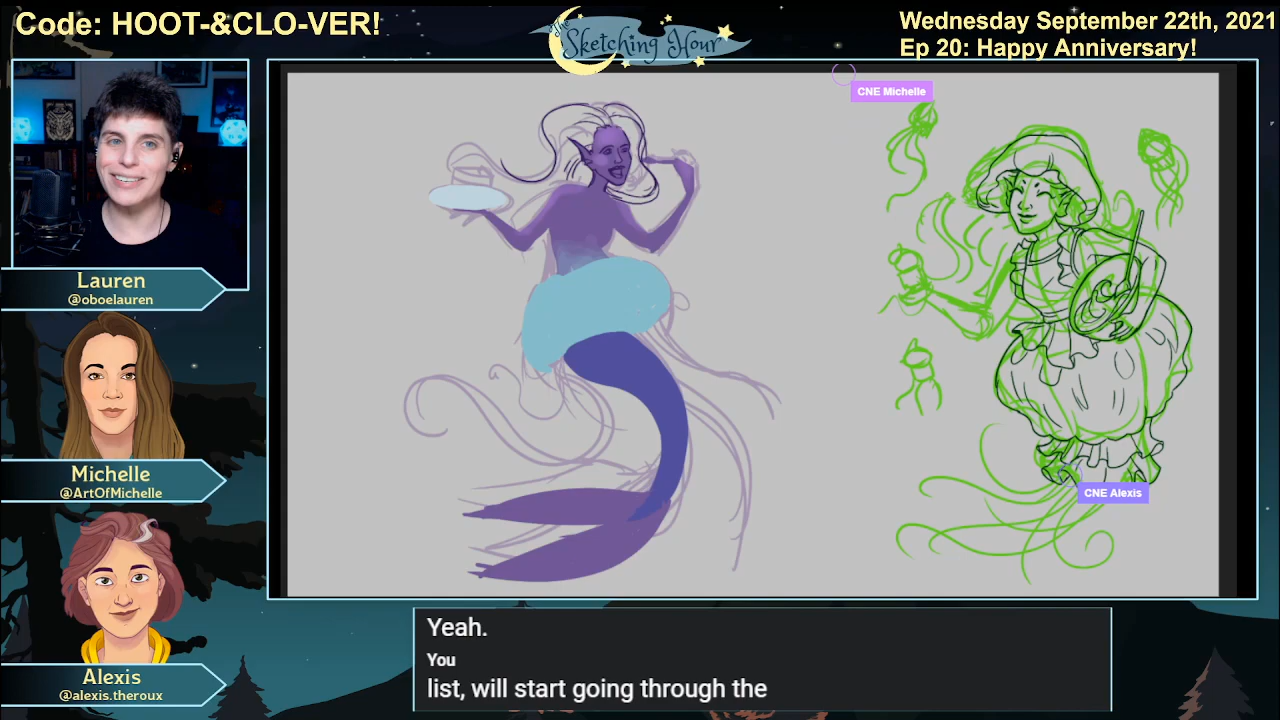 Code: HOOT-&CLO-VER!
The
Sketching Hour
Wednesday September 22th, 2021
Ep 20: Happy Anniversary!
CNE Michelle
Lauren
@oboelauren
Michelle
@ArtOfMichelle
CNE Alexis
Alexis
@alexis.theroux
Yeah.
You
list, will start going through the